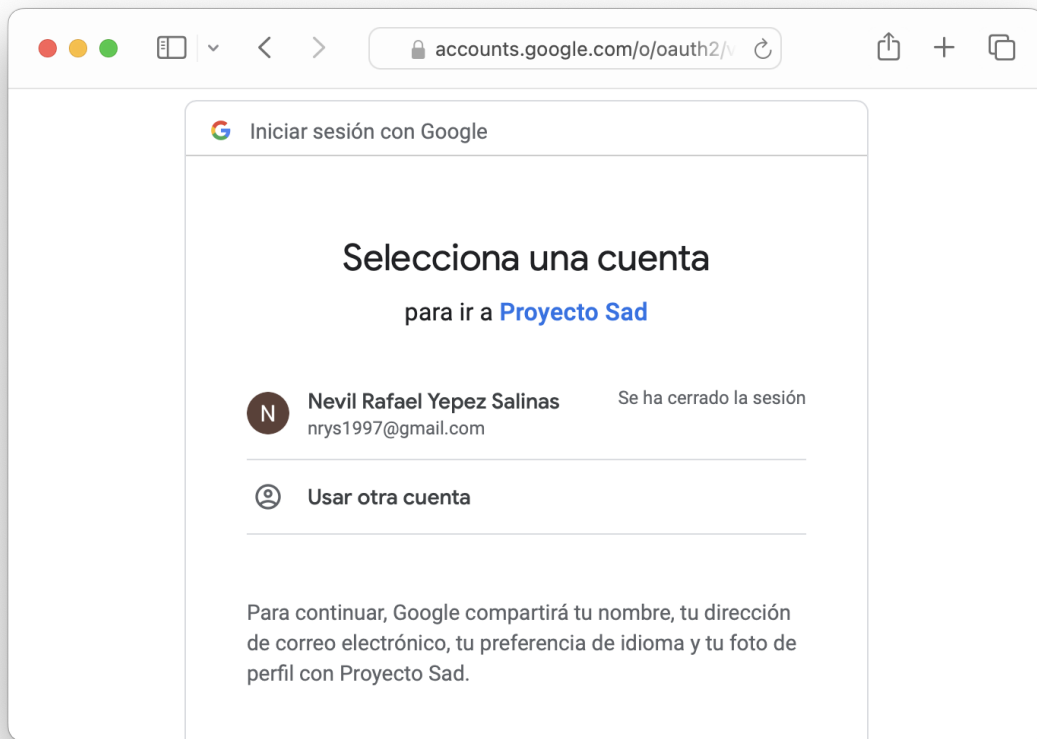 accounts.google.com/o/oauth2/
Iniciar sesión con Google
Selecciona una cuenta
para ir a Proyecto Sad
N
Nevil Rafael Yepez Salinas
Se ha cerrado la sesión
nrys1997@gmail.com
Usar otra cuenta
Para continuar, Google compartirá tu nombre, tu dirección
de correo electrónico, tu preferencia de idioma y tu foto de
perfil con Proyecto Sad.